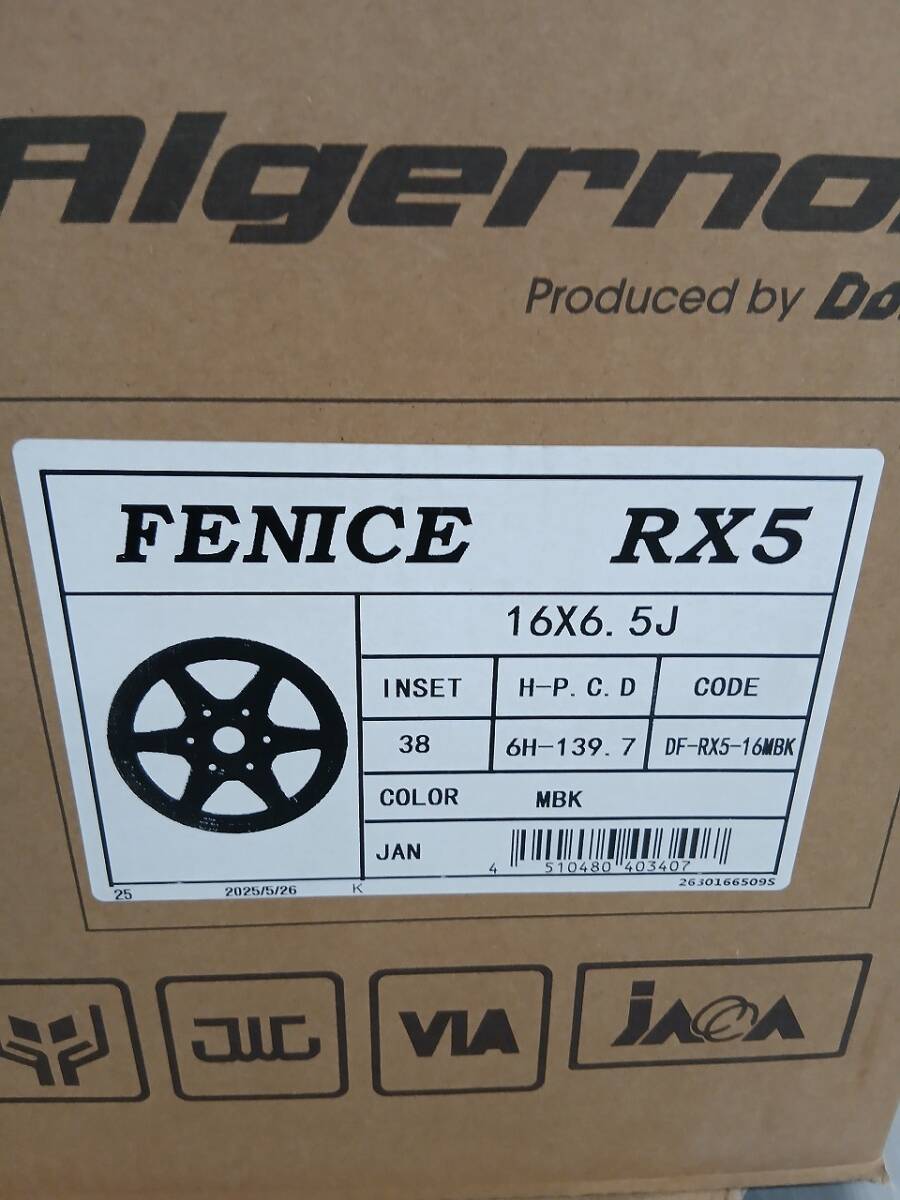 Algerno
Produced by Do
FENICE RX5
16X6.5J
INSET H-P.C.D CODE
38 6H-139.7 DF-RX5-16MBK
COLOR MBK
JAN
4 510480 403407
25 2025/5/26 K 2630166509S
JWL
VIA
JAWA